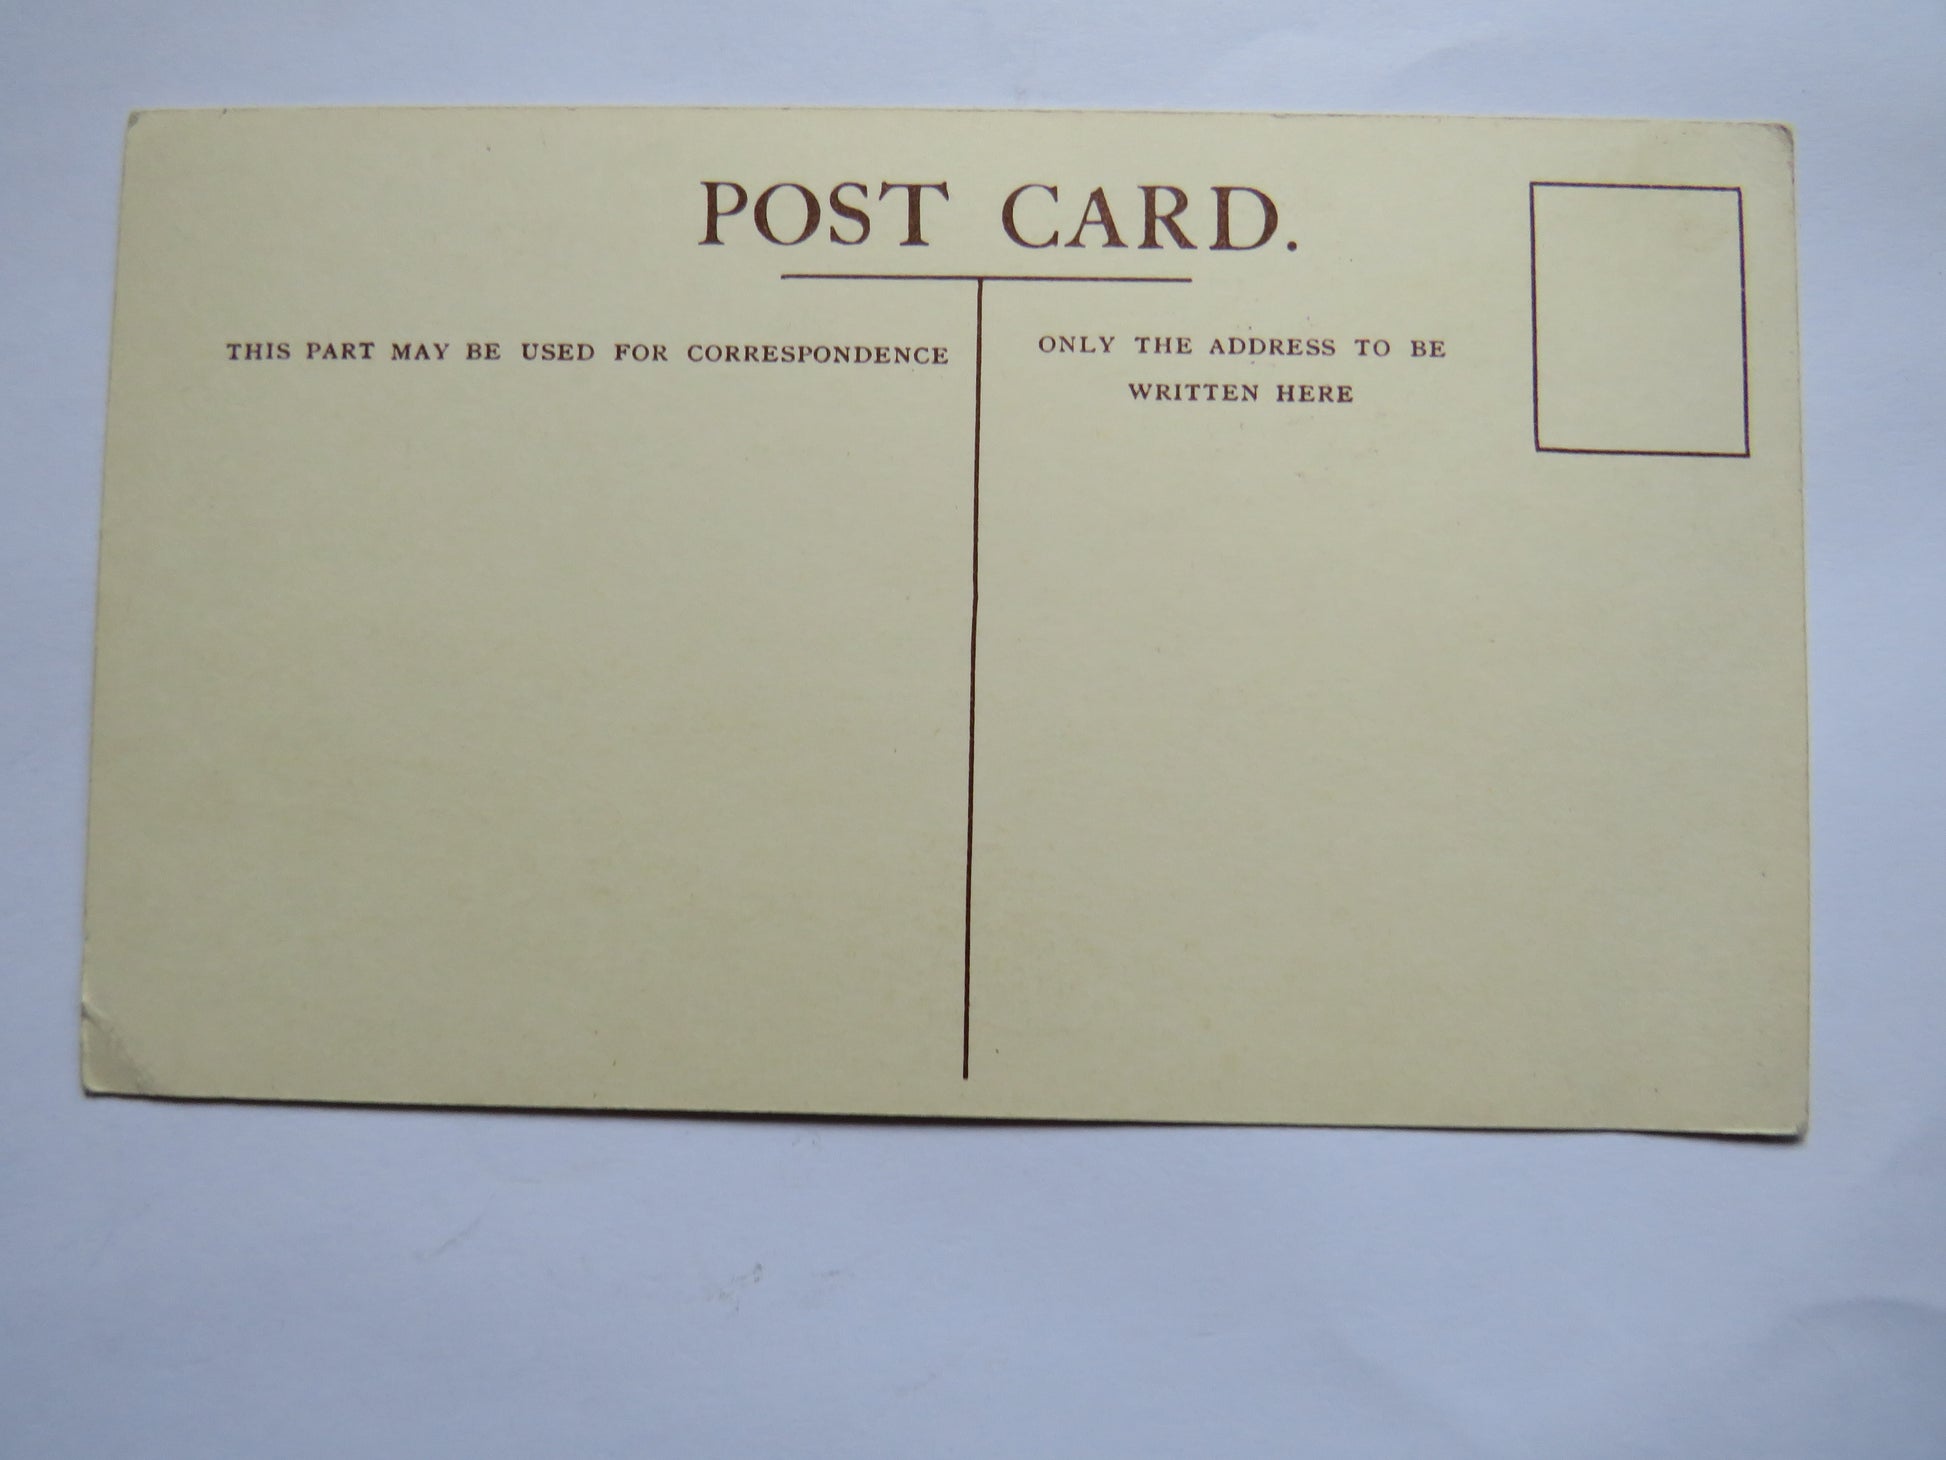 POST CARD.
THIS PART MAY BE USED FOR CORRESPONDENCE
ONLY THE ADDRESS TO BE
WRITTEN HERE